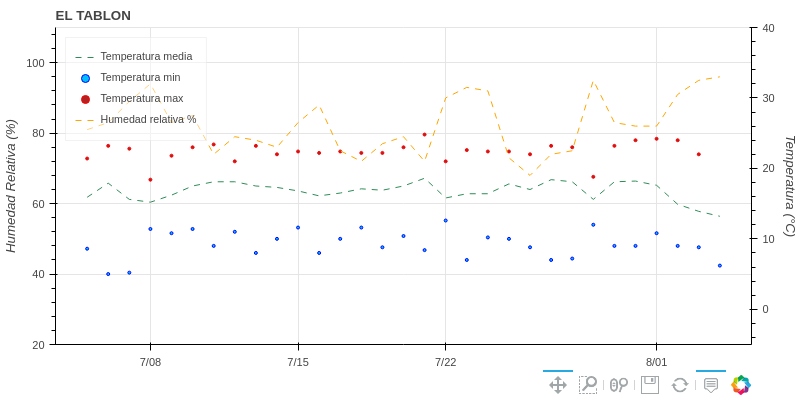 EL TABLON
Temperatura media
Temperatura min
Temperatura max
Humedad relativa %
Humedad Relativa (%)
100
80
60
40
20
40
30
20
10
0
Temperatura (°C)
7/08
7/15
7/22
8/01